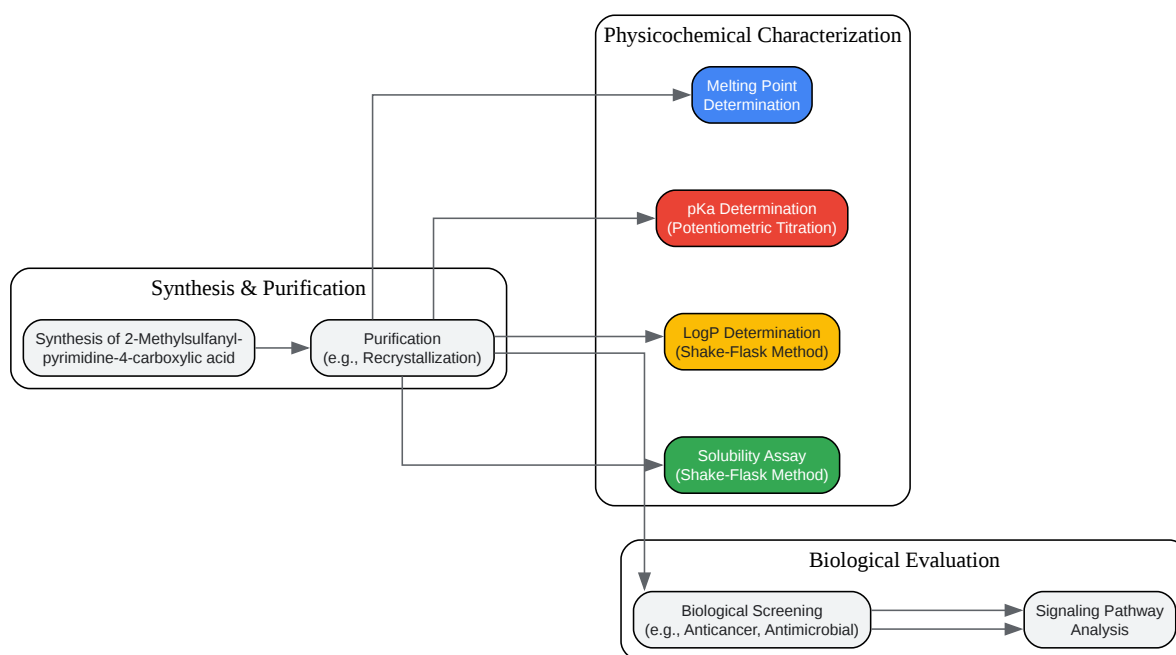 Physicochemical Characterization
Melting Point
Determination
pKa Determination
(Potentiometric Titration)
Synthesis & Purification
Synthesis of 2-Methylsulfanyl-
pyrimidine-4-carboxylic acid
Purification
(e.g., Recrystallization)
LogP Determination
(Shake-Flask Method)
Solubility Assay
(Shake-Flask Method)
Biological Evaluation
Biological Screening
(e.g., Anticancer, Antimicrobial)
Signaling Pathway
Analysis